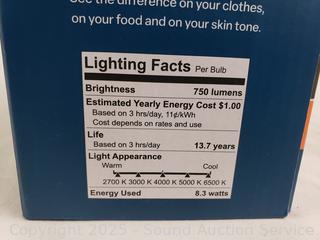 See the difference on your clothes,
on your food and on your skin tone.
Lighting Facts Per Bulb
Brightness 750 lumens
Estimated Yearly Energy Cost $1.00
Based on 3 hrs/day, 11¢/kWh
Cost depends on rates and use
Life
Based on 3 hrs/day 13.7 years
Light Appearance
Warm Cool
2700 K 3000 K 4000 K 5000 K 6500 K
Energy Used 8.3 watts
Copyright 2025 - Sound Auction Service